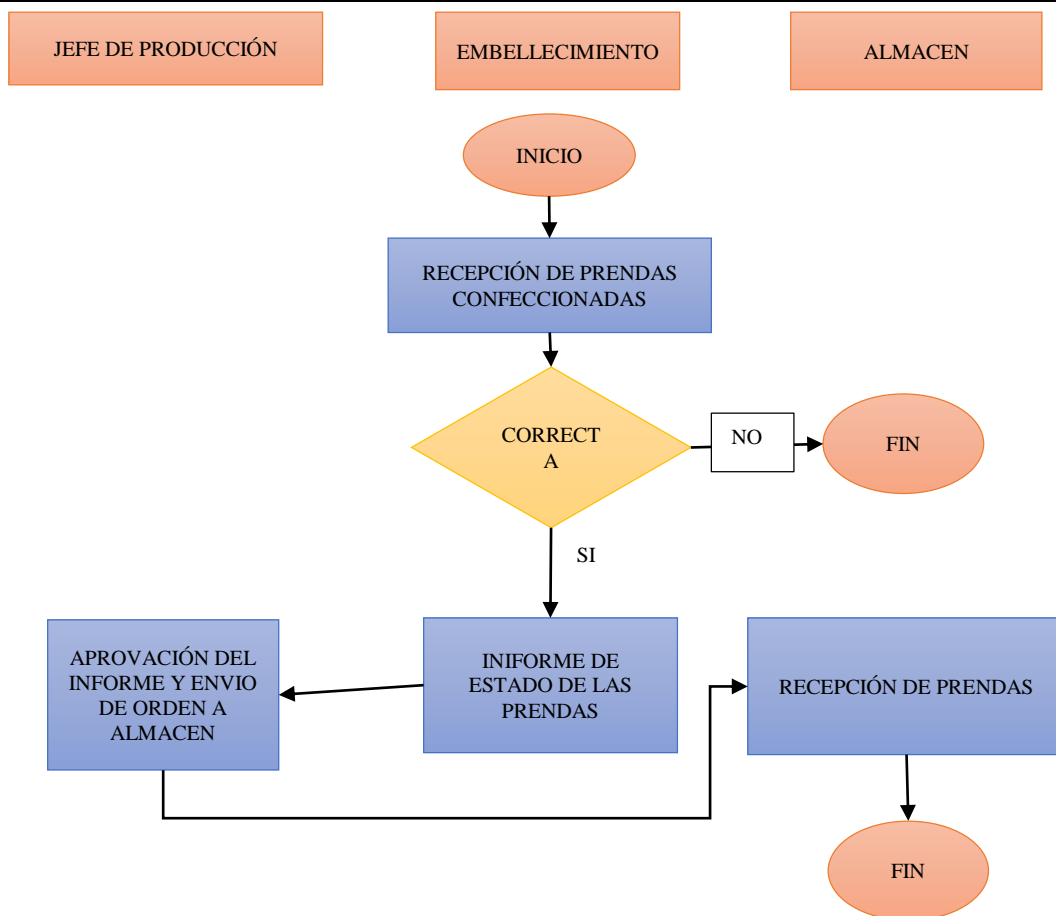 JEFE DE PRODUCCIÓN
EMBELLECIMIENTO
ALMACEN
INICIO
RECEPCIÓN DE PRENDAS
CONFECCIONADAS
CORRECT
A
NO
FIN
SI
APROVACIÓN DEL
INFORME Y ENVIO
DE ORDEN A
ALMACEN
INIFORME DE
ESTADO DE LAS
PRENDAS
RECEPCIÓN DE PRENDAS
FIN